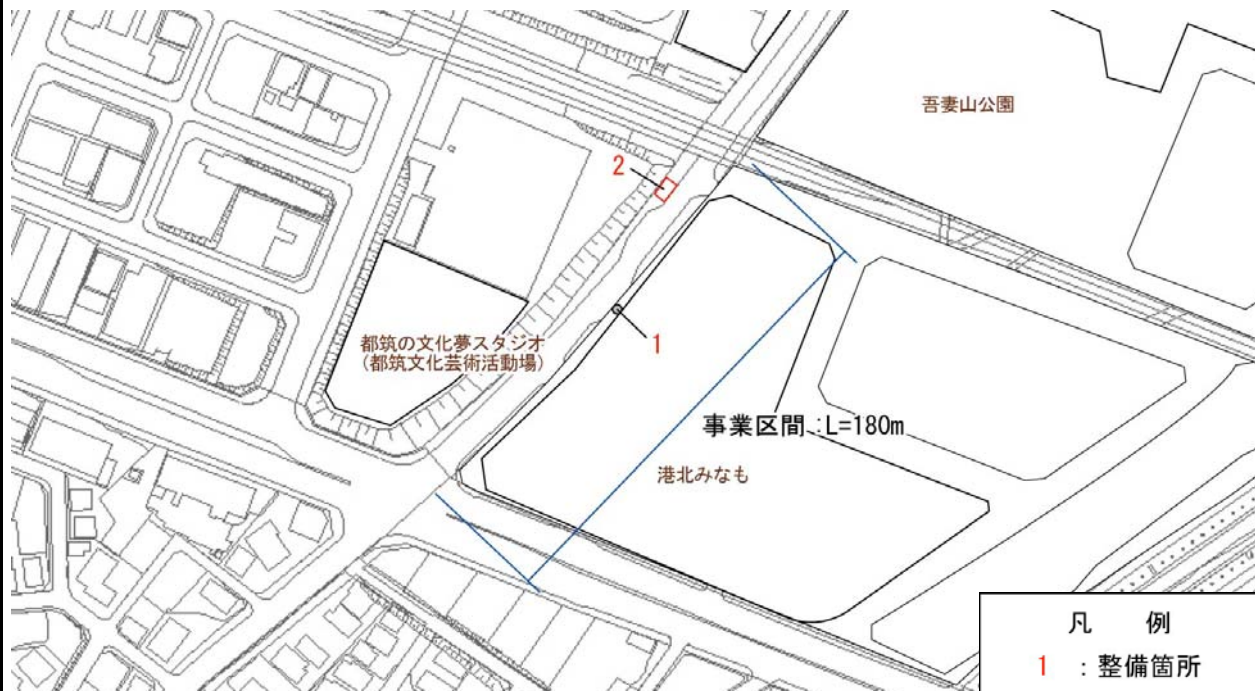 吾妻山公園
2
1
都筑の文化夢スタジオ
(都筑文化芸術活動場)
事業区間:L=180m
港北みなも
凡 例
1 :整備箇所